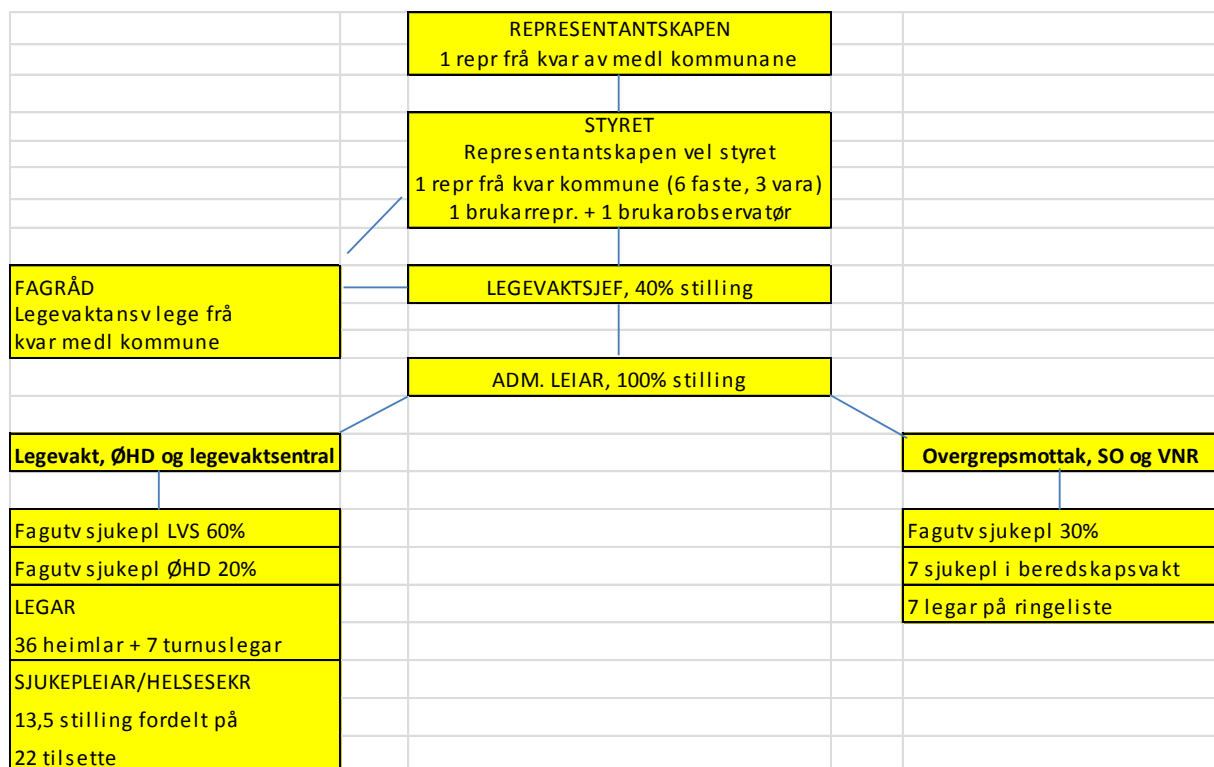 REPRESENTANTSKAPEN
1 repr frå kvar av medl kommunane
STYRET
Representantskapen vel styret
1 repr frå kvar kommune (6 faste, 3 vara)
1 brukarrepr. + 1 brukarobservatør
FAGRÅD
Legevaktansv lege frå
kvar medl kommune
LEGEVAKTSJEF, 40% stilling
ADM. LEIAR, 100% stilling
Legevakt, ØHD og legevaktsentral
Fagutv sjukepl LVS 60%
Fagutv sjukepl ØHD 20%
LEGAR
36 heimlar + 7 turnuslegar
SJUKEPLEIAR/HELSESEKR
13,5 stilling fordelt på
22 tilsette
Overgrepsmottak, SO og VNR
Fagutv sjukepl 30%
7 sjukepl i beredskapsvakt
7 legar på ringeliste